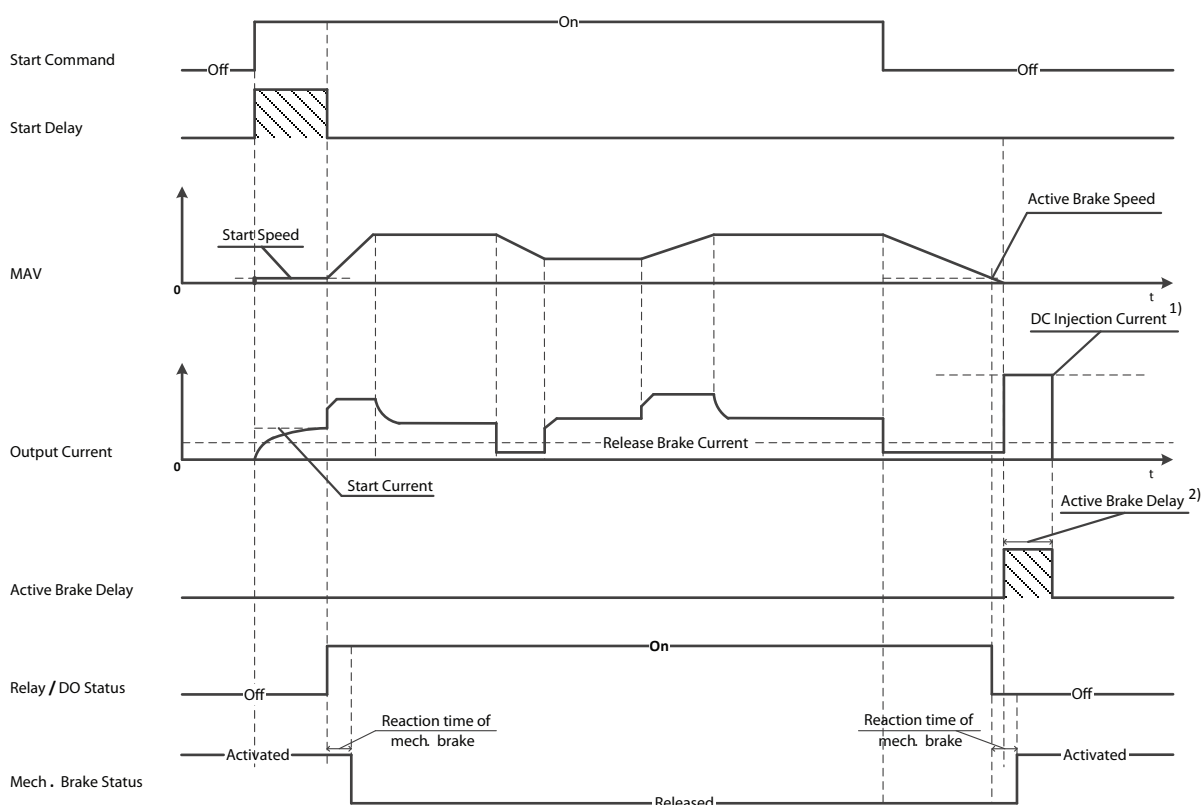 On
Start Command
Off
Off
Start Delay
Active Brake Speed
Start Speed
MAV
0
t
DC Injection Current 1)
Release Brake Current
Output Current
0
t
Start Current
Active Brake Delay 2)
Active Brake Delay
On
Relay / DO Status
Off
Off
Reaction time of
mech. brake
Reaction time of
mech. brake
Activated
Activated
Mech. Brake Status
Released